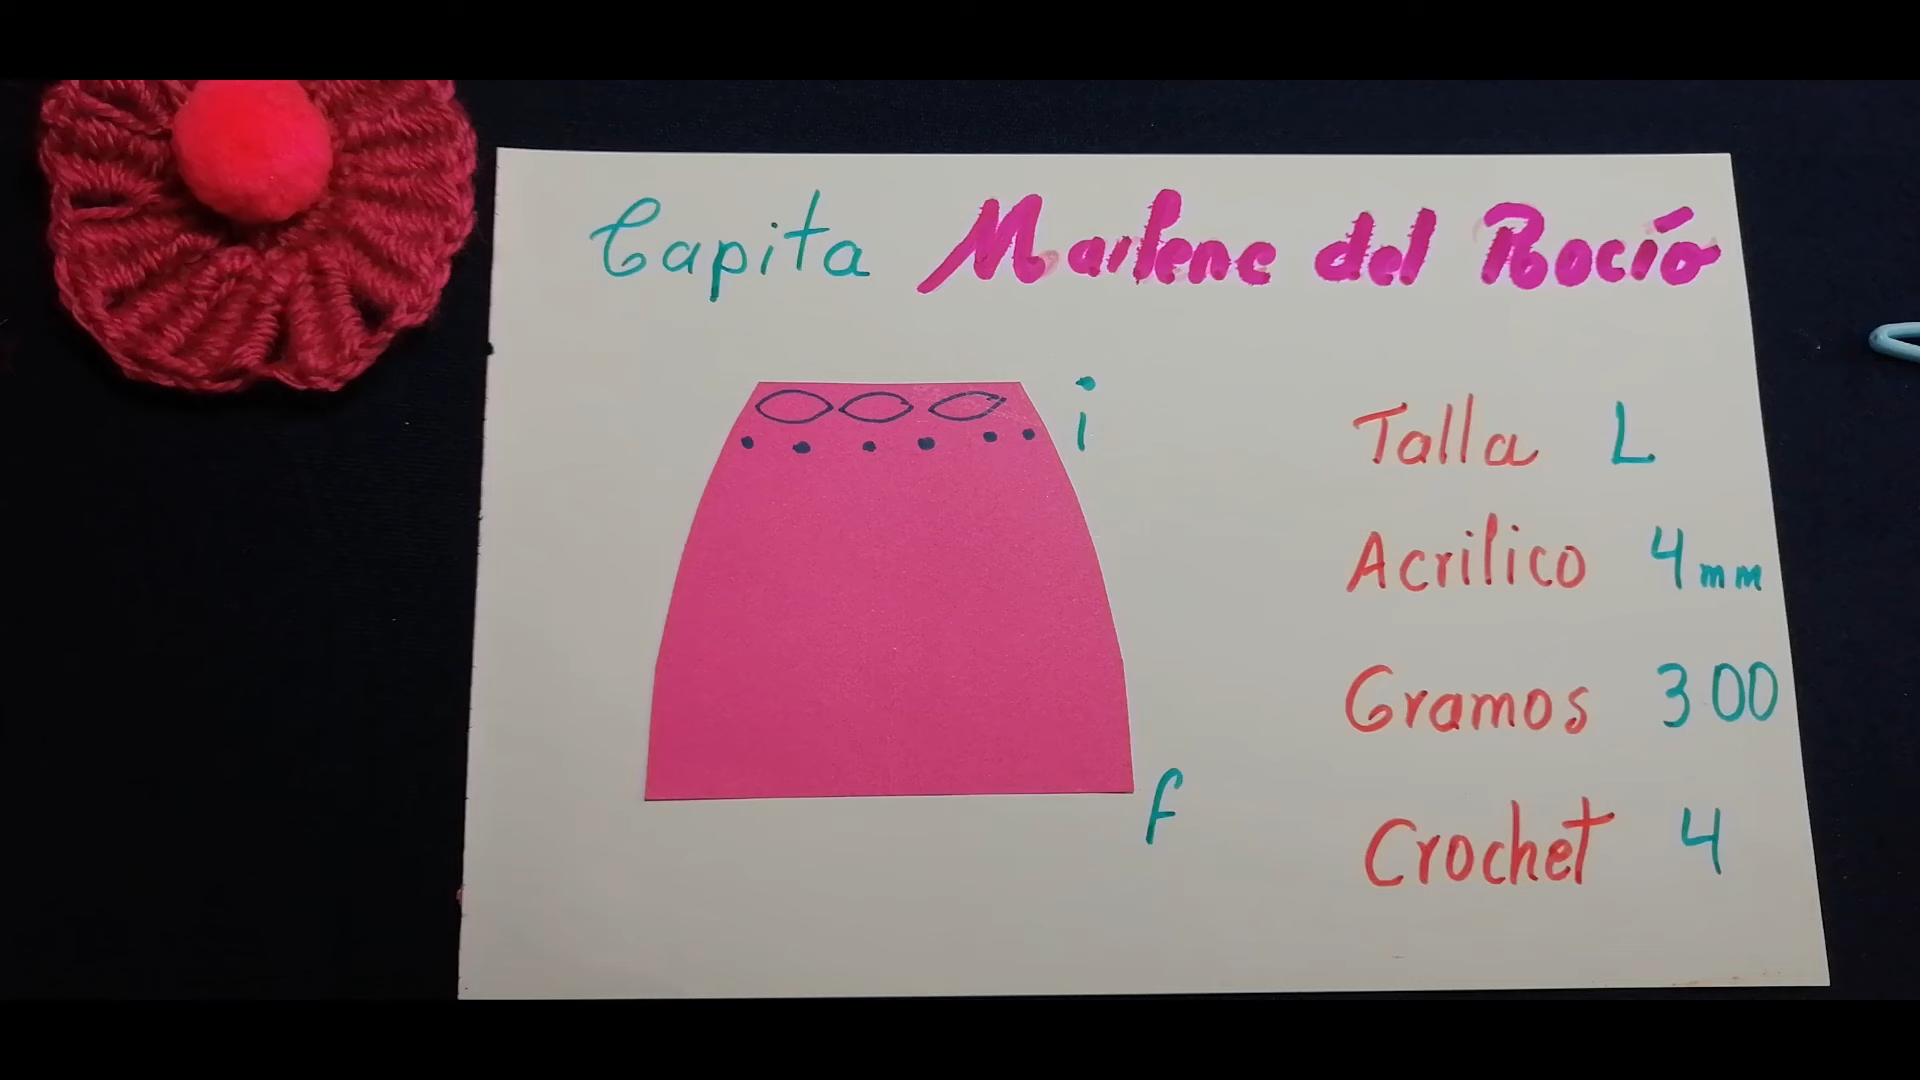 Capita Marlene del Rocío
i
Talla L
Acrilico 4mm
Gramos 300
f
Crochet 4